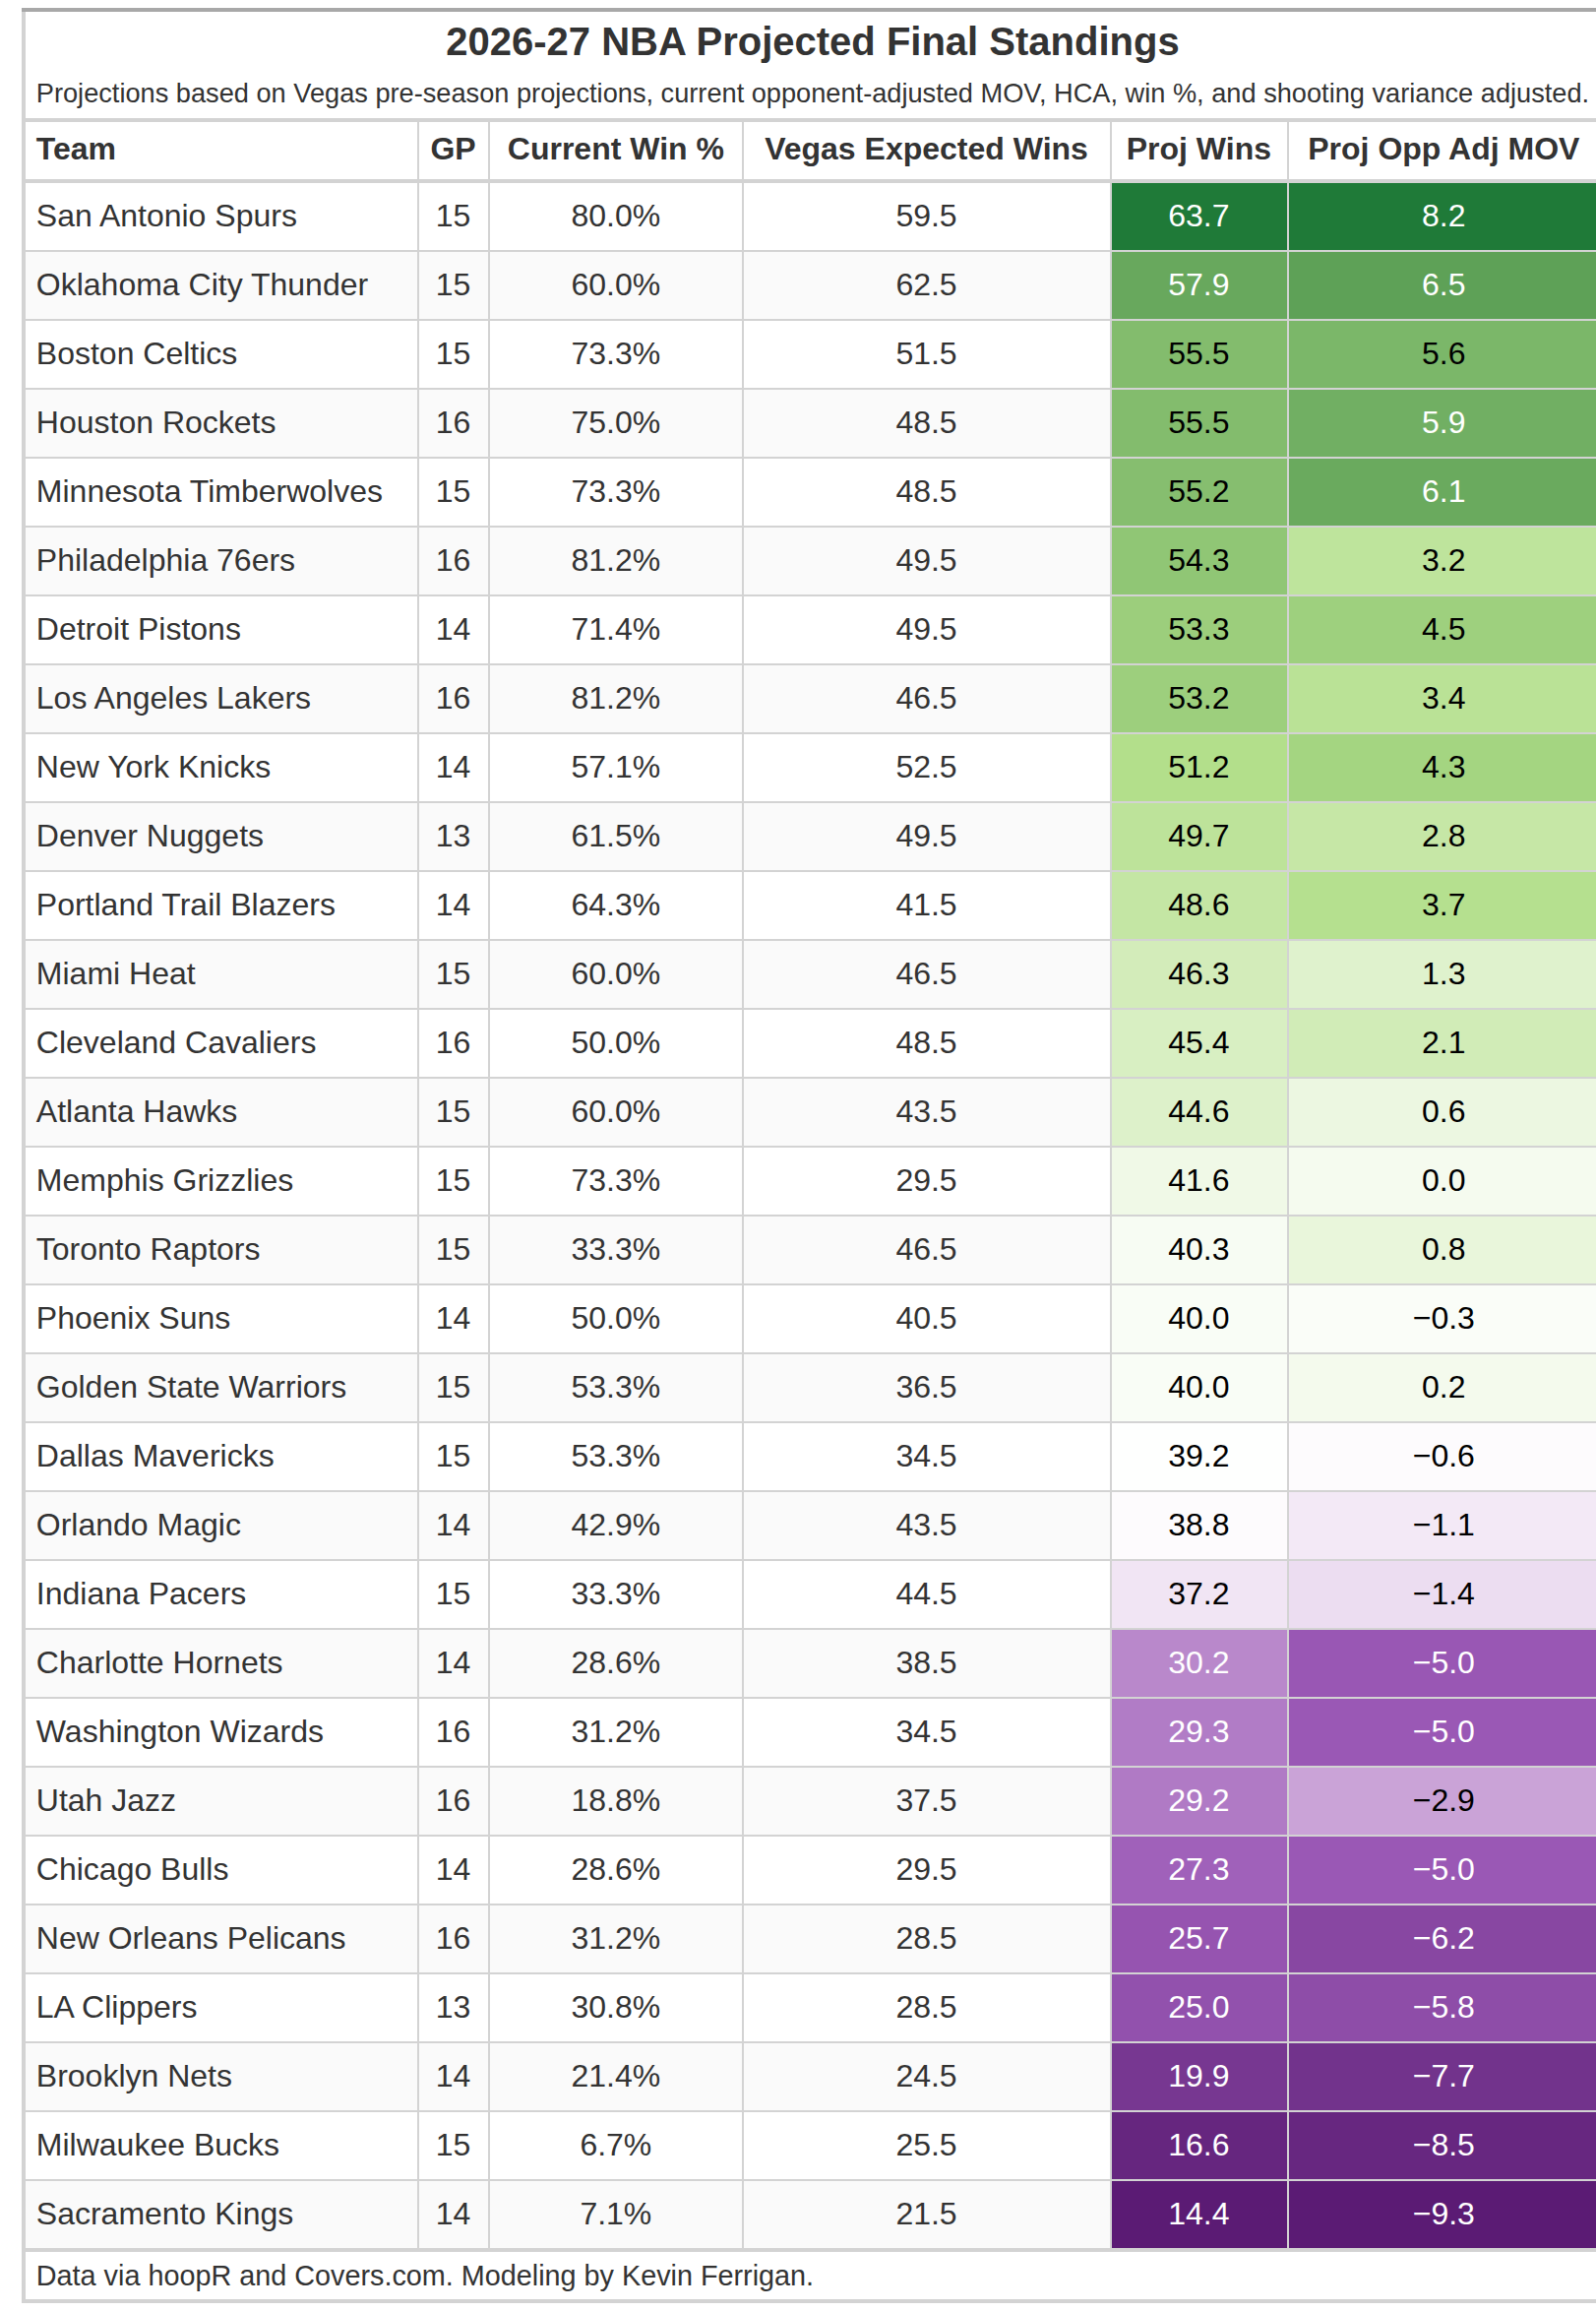 2026-27 NBA Projected Final Standings
Projections based on Vegas pre-season projections, current opponent-adjusted MOV, HCA, win %, and shooting variance adjusted.
Team GP Current Win % Vegas Expected Wins Proj Wins Proj Opp Adj MOV
San Antonio Spurs 15 80.0% 59.5 63.7 8.2
Oklahoma City Thunder 15 60.0% 62.5 57.9 6.5
Boston Celtics 15 73.3% 51.5 55.5 5.6
Houston Rockets 16 75.0% 48.5 55.5 5.9
Minnesota Timberwolves 15 73.3% 48.5 55.2 6.1
Philadelphia 76ers 16 81.2% 49.5 54.3 3.2
Detroit Pistons 14 71.4% 49.5 53.3 4.5
Los Angeles Lakers 16 81.2% 46.5 53.2 3.4
New York Knicks 14 57.1% 52.5 51.2 4.3
Denver Nuggets 13 61.5% 49.5 49.7 2.8
Portland Trail Blazers 14 64.3% 41.5 48.6 3.7
Miami Heat 15 60.0% 46.5 46.3 1.3
Cleveland Cavaliers 16 50.0% 48.5 45.4 2.1
Atlanta Hawks 15 60.0% 43.5 44.6 0.6
Memphis Grizzlies 15 73.3% 29.5 41.6 0.0
Toronto Raptors 15 33.3% 46.5 40.3 0.8
Phoenix Suns 14 50.0% 40.5 40.0 −0.3
Golden State Warriors 15 53.3% 36.5 40.0 0.2
Dallas Mavericks 15 53.3% 34.5 39.2 −0.6
Orlando Magic 14 42.9% 43.5 38.8 −1.1
Indiana Pacers 15 33.3% 44.5 37.2 −1.4
Charlotte Hornets 14 28.6% 38.5 30.2 −5.0
Washington Wizards 16 31.2% 34.5 29.3 −5.0
Utah Jazz 16 18.8% 37.5 29.2 −2.9
Chicago Bulls 14 28.6% 29.5 27.3 −5.0
New Orleans Pelicans 16 31.2% 28.5 25.7 −6.2
LA Clippers 13 30.8% 28.5 25.0 −5.8
Brooklyn Nets 14 21.4% 24.5 19.9 −7.7
Milwaukee Bucks 15 6.7% 25.5 16.6 −8.5
Sacramento Kings 14 7.1% 21.5 14.4 −9.3
Data via hoopR and Covers.com. Modeling by Kevin Ferrigan.